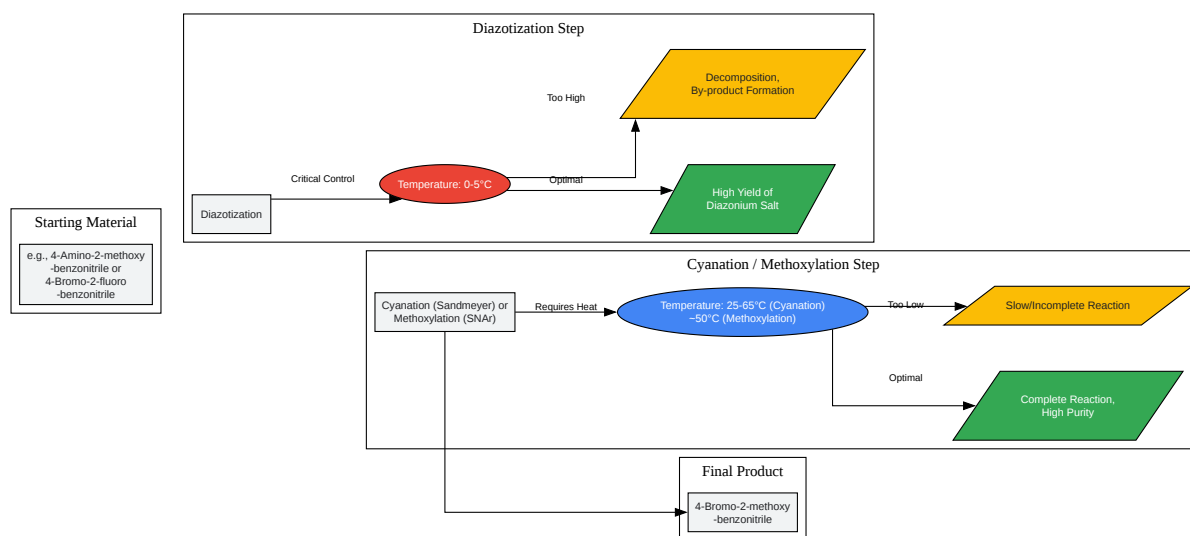 Diazotization Step
Decomposition,
By-product Formation
Too High
Critical Control
Temperature: 0-5°C
Optimal
High Yield of
Diazonium Salt
Diazotization
Starting Material
e.g., 4-Amino-2-methoxy
-benzonitrile or
4-Bromo-2-fluoro
-benzonitrile
Cyanation / Methoxylation Step
Cyanation (Sandmeyer) or
Methoxylation (SNAr)
Requires Heat
Temperature: 25-65°C (Cyanation)
~50°C (Methoxylation)
Too Low
Slow/Incomplete Reaction
Optimal
Complete Reaction,
High Purity
Final Product
4-Bromo-2-methoxy
-benzonitrile